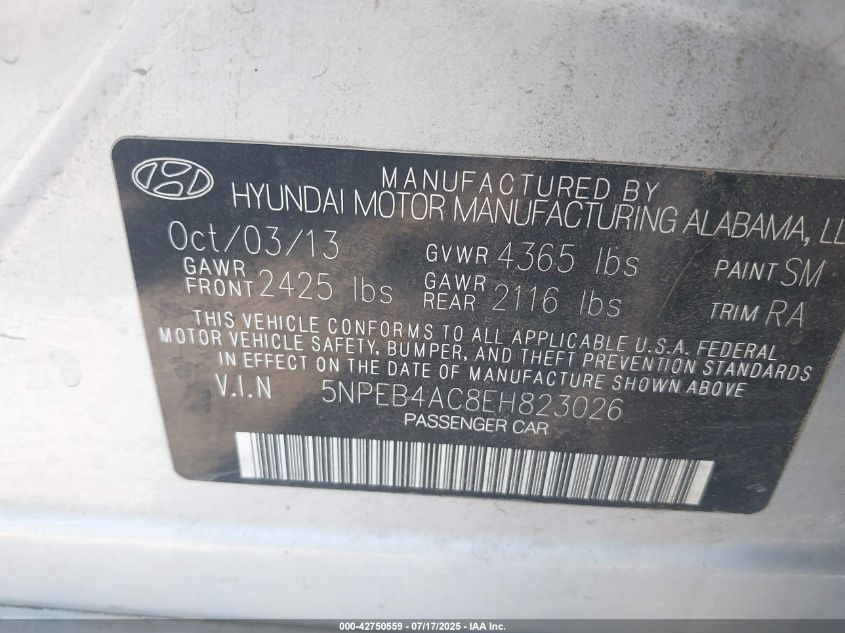 MANUFACTURED BY
HYUNDAI MOTOR MANUFACTURING ALABAMA, LL
Oct/03/13 GVWR 4365 lbs PAINT SM
GAWR FRONT 2425 lbs GAWR REAR 2116 lbs TRIM RA
THIS VEHICLE CONFORMS TO ALL APPLICABLE U.S.A. FEDERAL
MOTOR VEHICLE SAFETY, BUMPER, AND THEFT PREVENTION STANDARDS
IN EFFECT ON THE DATE OF MANUFACTURE SHOWN ABOVE
V.I.N 5NPEB4AC8EH823026
PASSENGER CAR
000-42750559 - 07/17/2025 - IAA Inc.